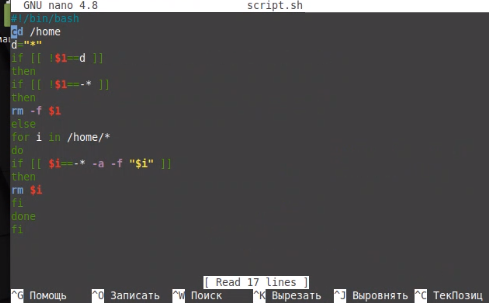 GNU nano 4.8 script.sh
#!/bin/bash
cd /home
d="*"
if [[ !$1==d ]]
then
if [[ !$1==-* ]]
then
rm -f $1
else
for i in /home/*
do
if [[ $i==-* -a -f "$i" ]]
then
rm $i
fi
done
fi
[ Read 17 lines ]
^G Помощь ^O Записать ^W Поиск ^K Вырезать ^J Выровнять ^C ТекПозиц